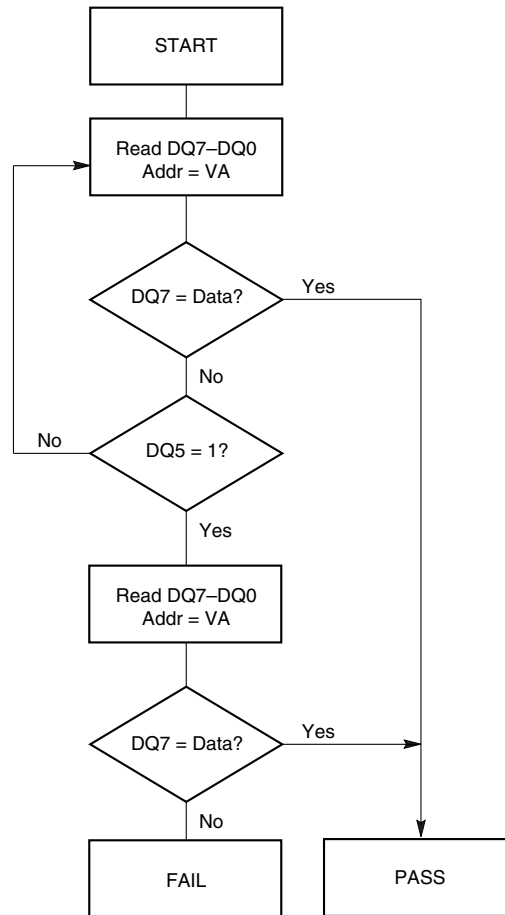 START
Read DQ7–DQ0
Addr = VA
DQ7 = Data?
Yes
No
No
DQ5 = 1?
Yes
Read DQ7–DQ0
Addr = VA
DQ7 = Data?
Yes
No
FAIL
PASS